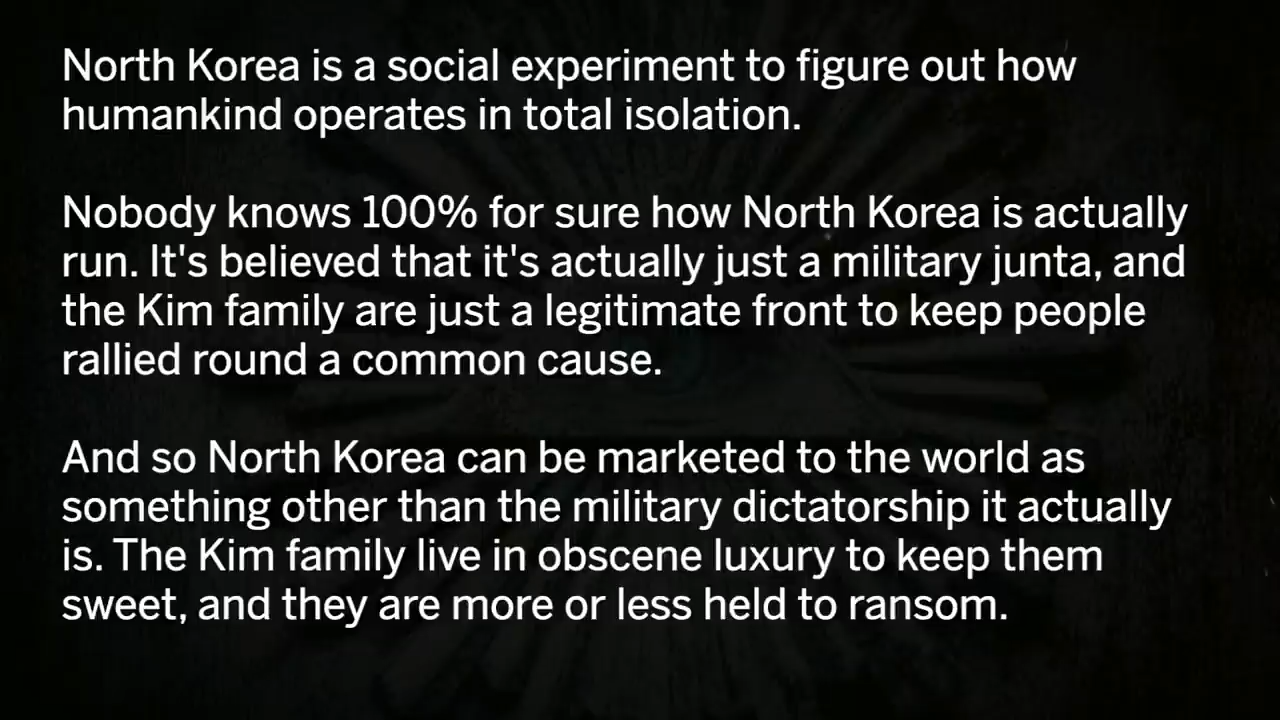 North Korea is a social experiment to figure out how
humankind operates in total isolation.
Nobody knows 100% for sure how North Korea is actually
run. It's believed that it's actually just a military junta, and
the Kim family are just a legitimate front to keep people
rallied round a common cause.
And so North Korea can be marketed to the world as
something other than the military dictatorship it actually
is. The Kim family live in obscene luxury to keep them
sweet, and they are more or less held to ransom.